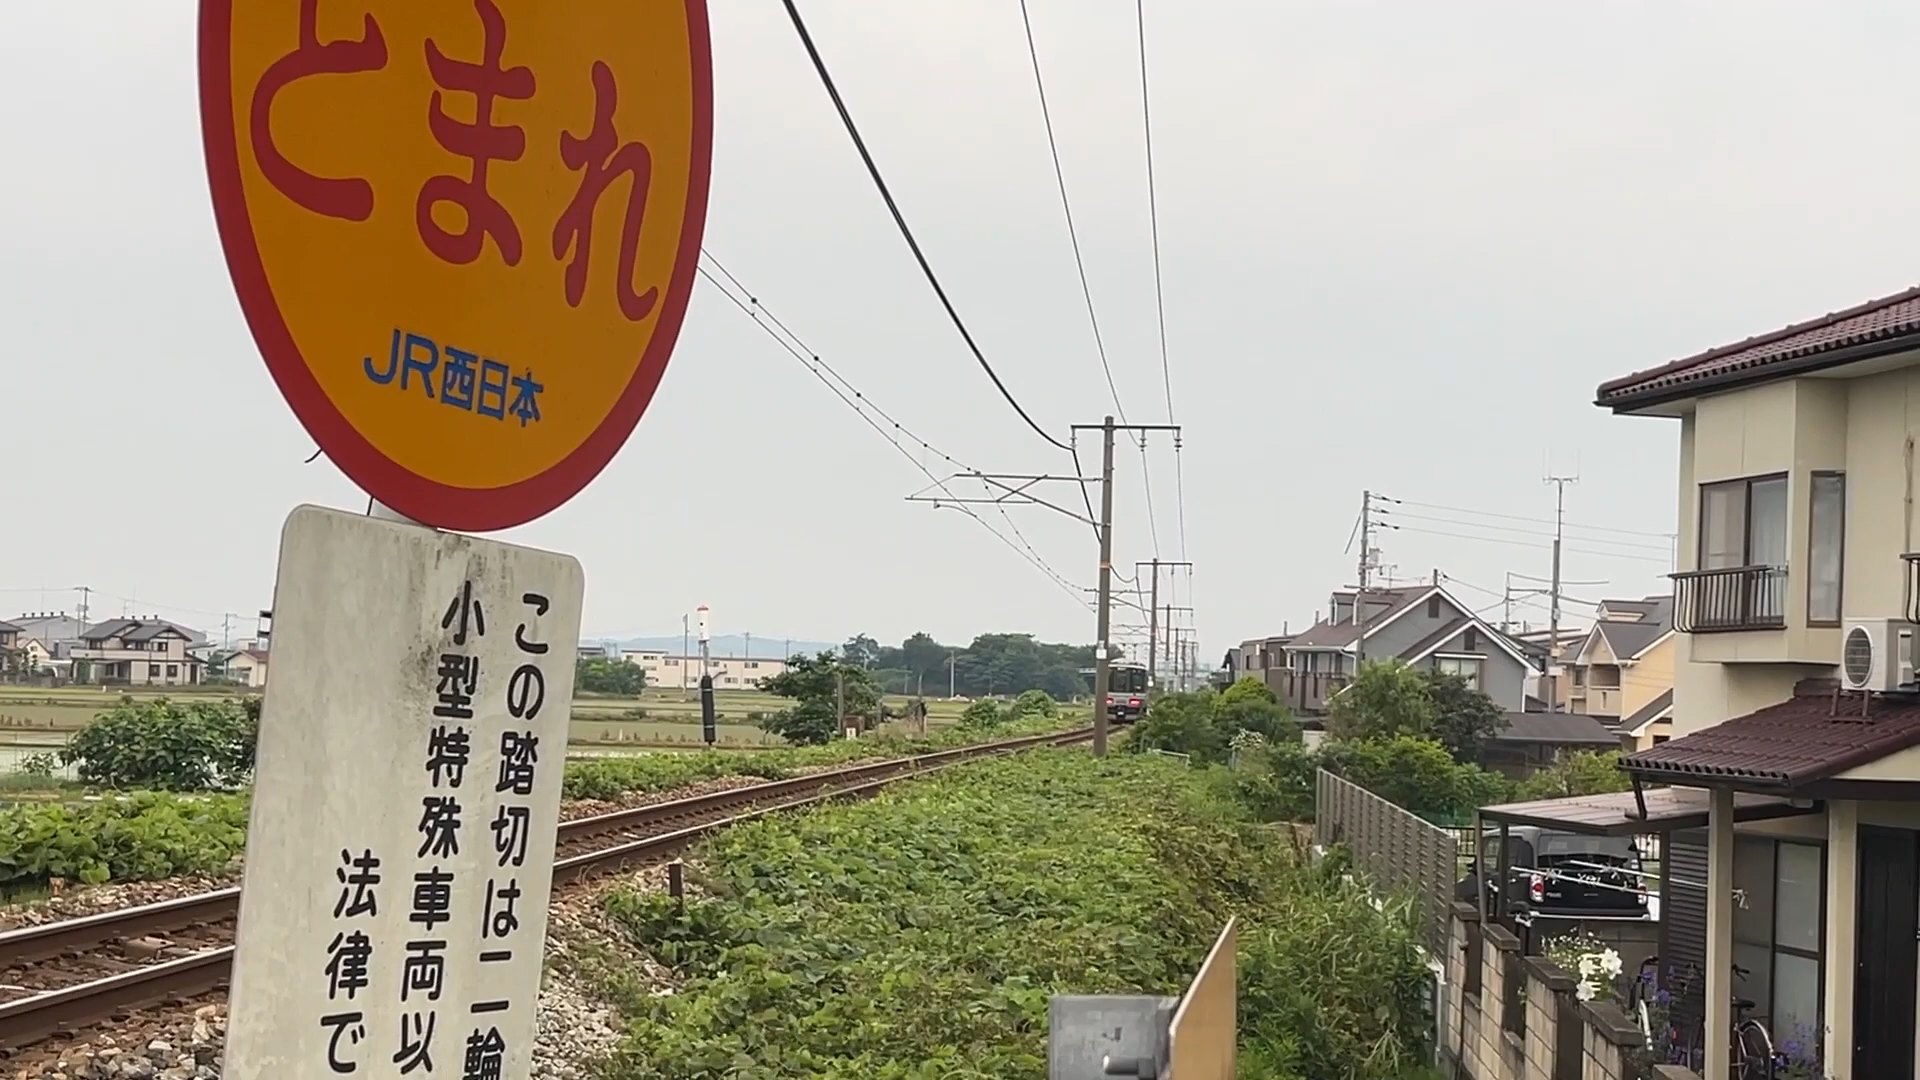 とまれ
JR西日本
この踏切は二輪
小型特殊車両以
法律で